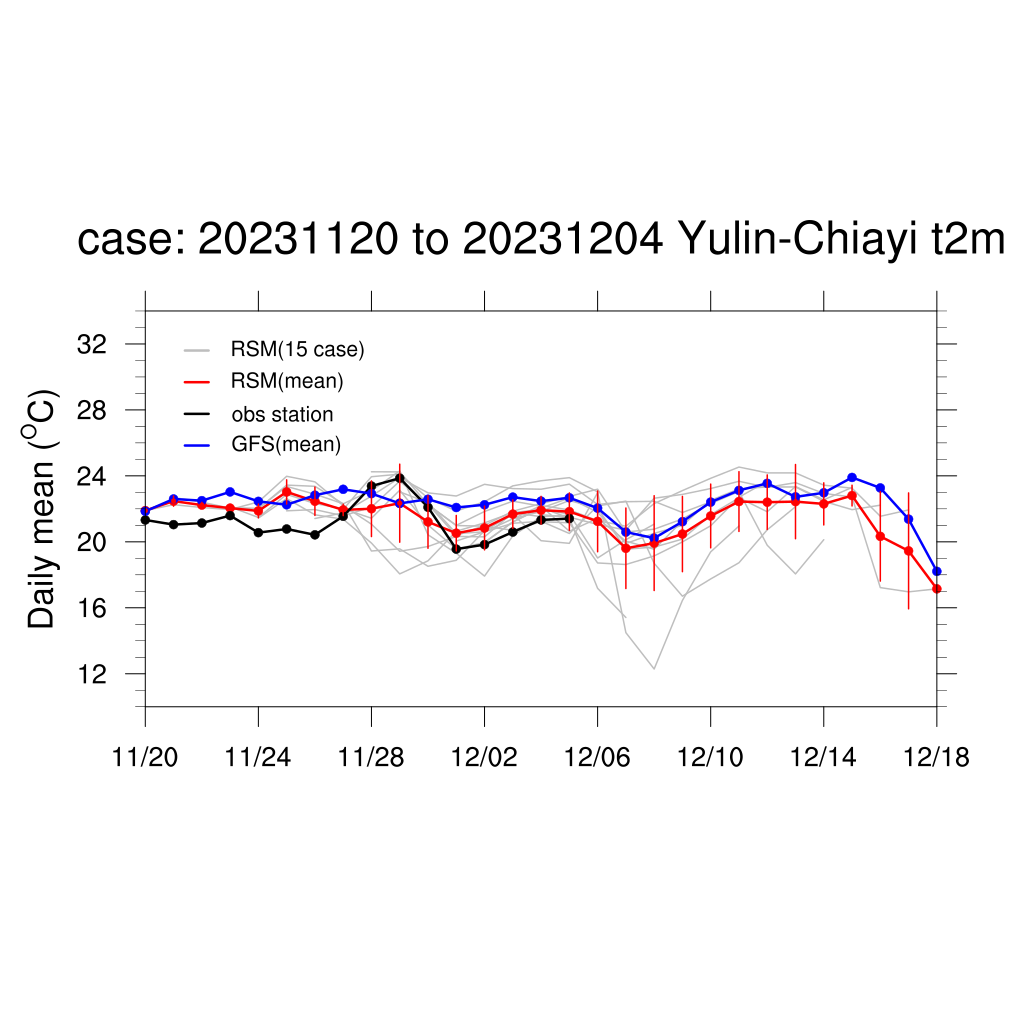 case: 20231120 to 20231204 Yulin-Chiayi t2m
RSM(15 case)
RSM(mean)
obs station
GFS(mean)
Daily mean (°C)
32
28
24
20
16
12
11/20 11/24 11/28 12/02 12/06 12/10 12/14 12/18